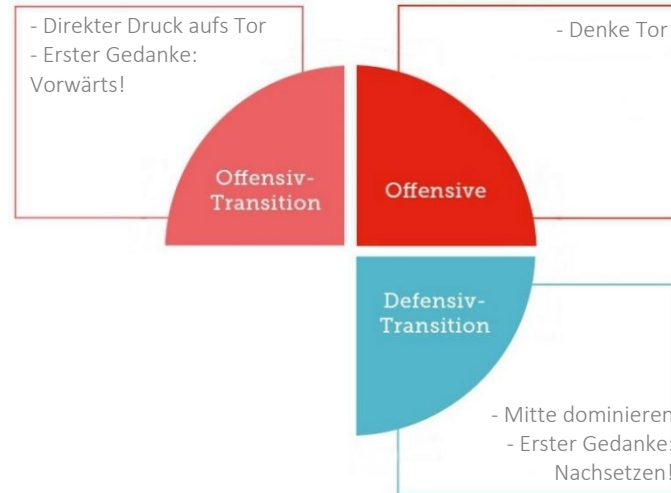 - Direkter Druck aufs Tor
- Erster Gedanke:
Vorwärts!
- Denke Tor
Offensiv-
Transition
Offensive
Defensiv-
Transition
- Mitte dominieren
- Erster Gedanke:
Nachsetzen!